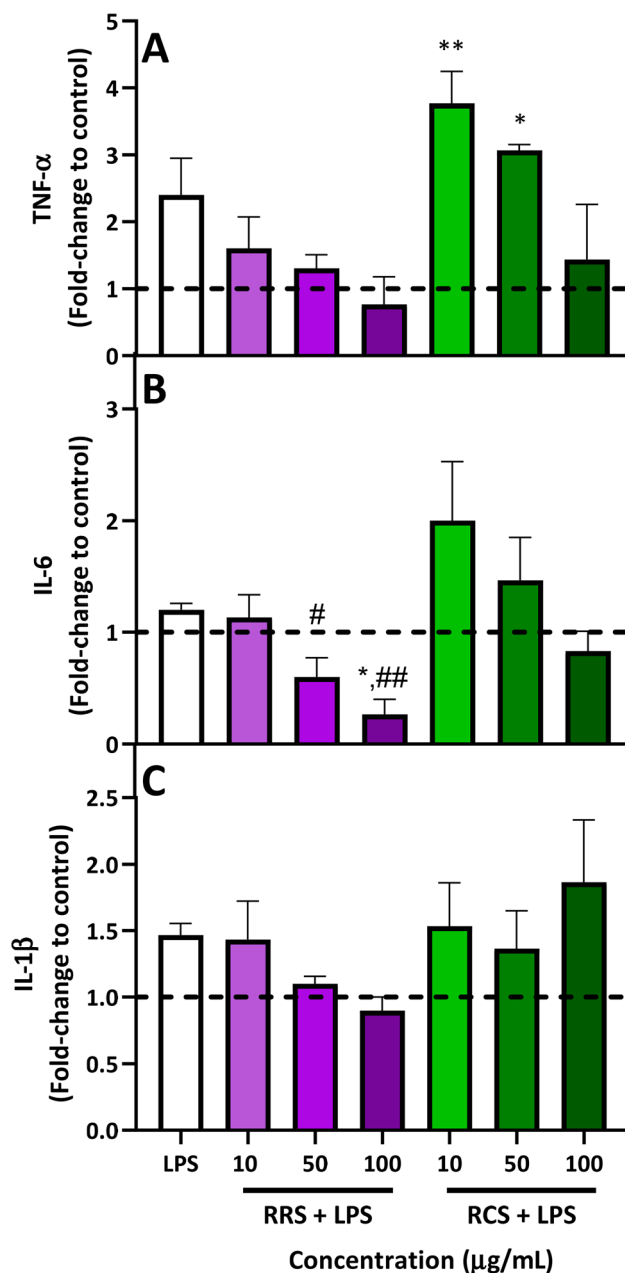 A
TNF-α
(Fold-change to control)
5
4
3
2
1
0
**
*
B
IL-6
(Fold-change to control)
3
2
1
0
#
*,##
C
IL-1β
(Fold-change to control)
2.5
2.0
1.5
1.0
0.5
0.0
LPS 10 50 100 10 50 100
RRS + LPS RCS + LPS
Concentration (μg/mL)